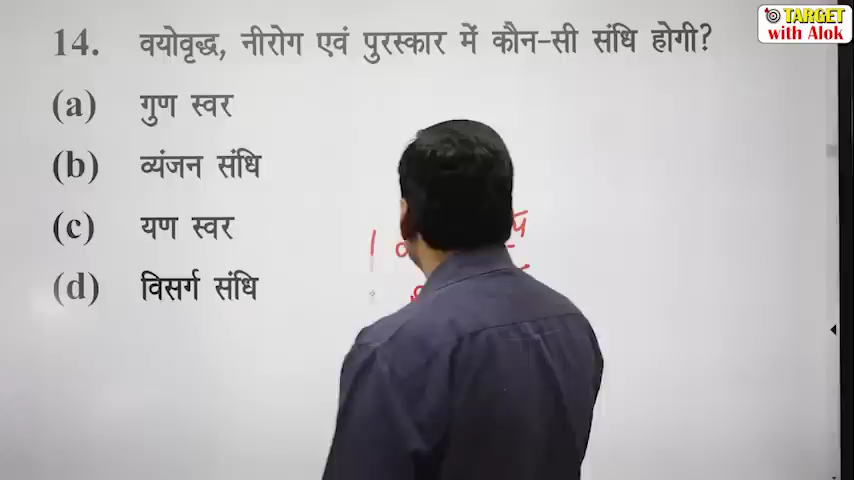 TARGET
with Alok
14. वयोवृद्ध, नीरोग एवं पुरस्कार में कौन-सी संधि होगी?
(a) गुण स्वर
(b) व्यंजन संधि
(c) यण स्वर
(d) विसर्ग संधि